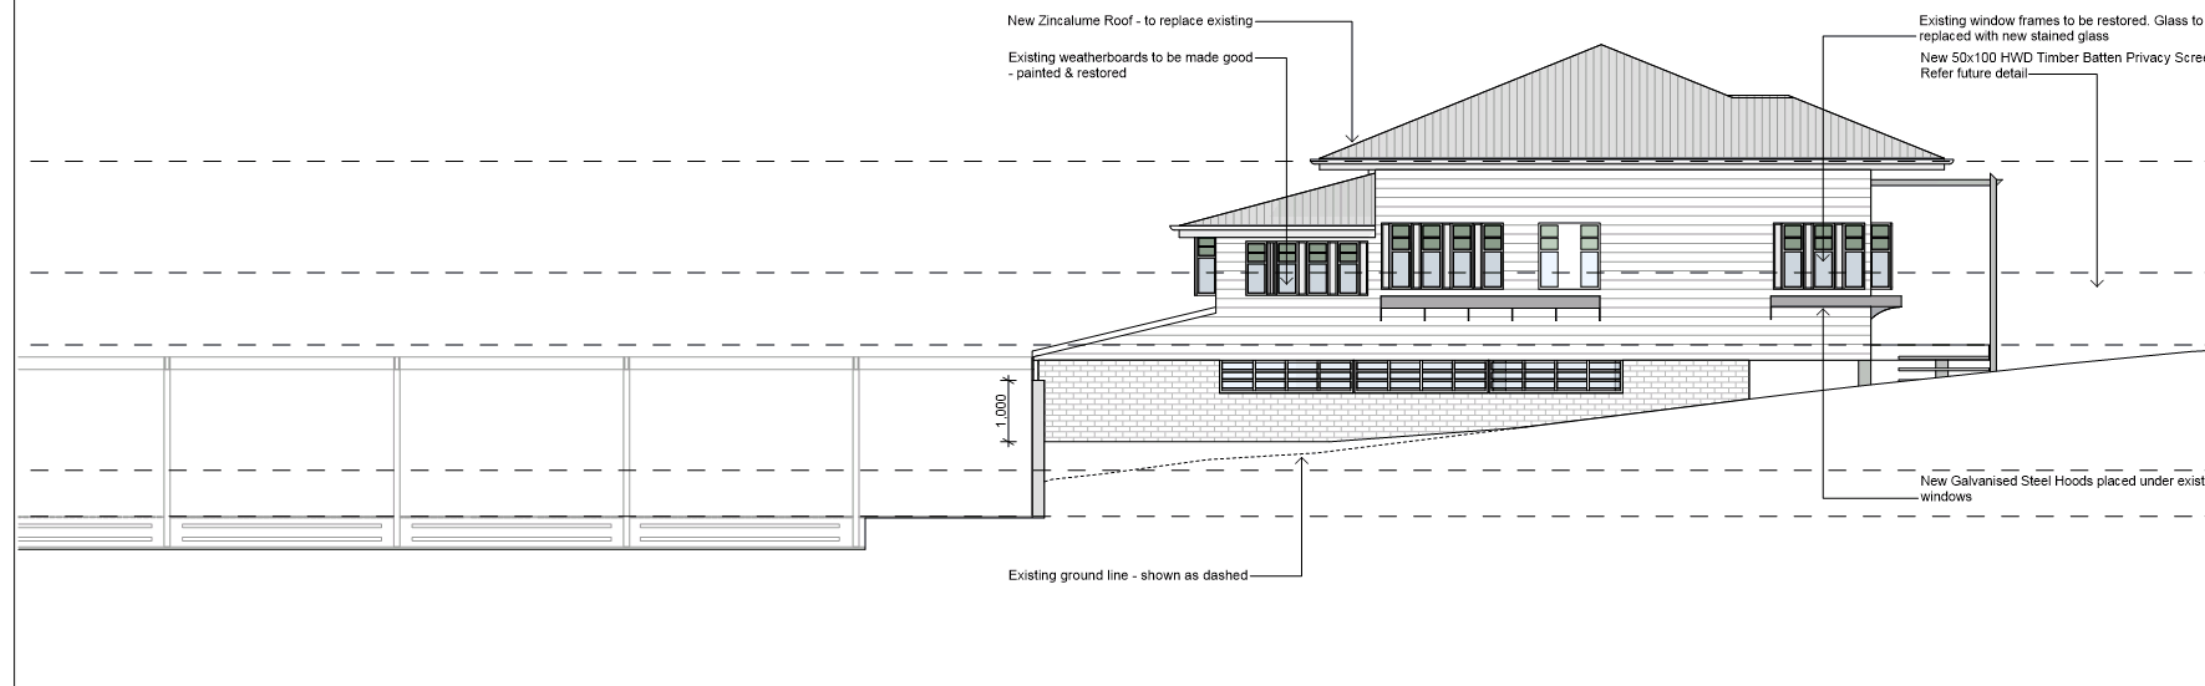 New Zincalume Roof - to replace existing
Existing weatherboards to be made good
- painted & restored
Existing window frames to be restored. Glass to
replaced with new stained glass
New 50x100 HWD Timber Batten Privacy Scre
Refer future detail
1.000
New Galvanised Steel Hoods placed under exist
windows
Existing ground line - shown as dashed